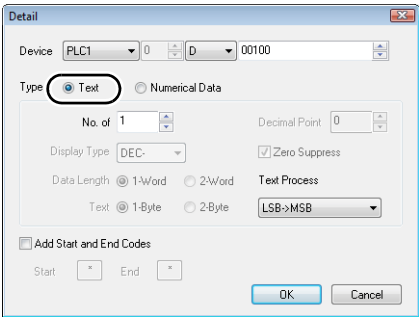 Detail
Device PLC1 0 D 00100
Type Text Numerical Data
No. of 1 Decimal Point 0
Display Type DEC- Zero Suppress
Data Length 1-Word 2-Word Text Process
Text 1-Byte 2-Byte LSB->MSB
Add Start and End Codes
Start * End *
OK Cancel